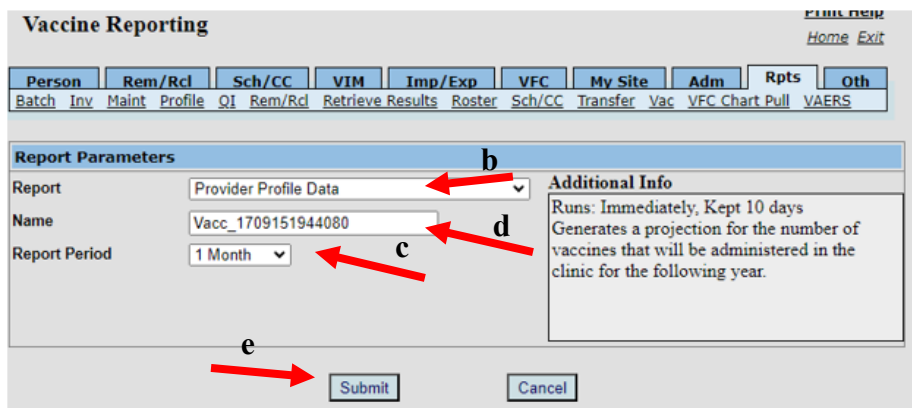 Print Help
Vaccine Reporting
Home Exit
Person Rem/Rcl Sch/CC VIM Imp/Exp VFC My Site Adm Rpts Oth
Batch Inv Maint Profile QI Rem/Rcl Retrieve Results Roster Sch/CC Transfer Vac VFC Chart Pull VAERS
Report Parameters
b
Report Provider Profile Data
Name Vacc_1709151944080
d
Report Period 1 Month
c
Additional Info
Runs: Immediately, Kept 10 days
Generates a projection for the number of
vaccines that will be administered in the
clinic for the following year.
e
Submit Cancel